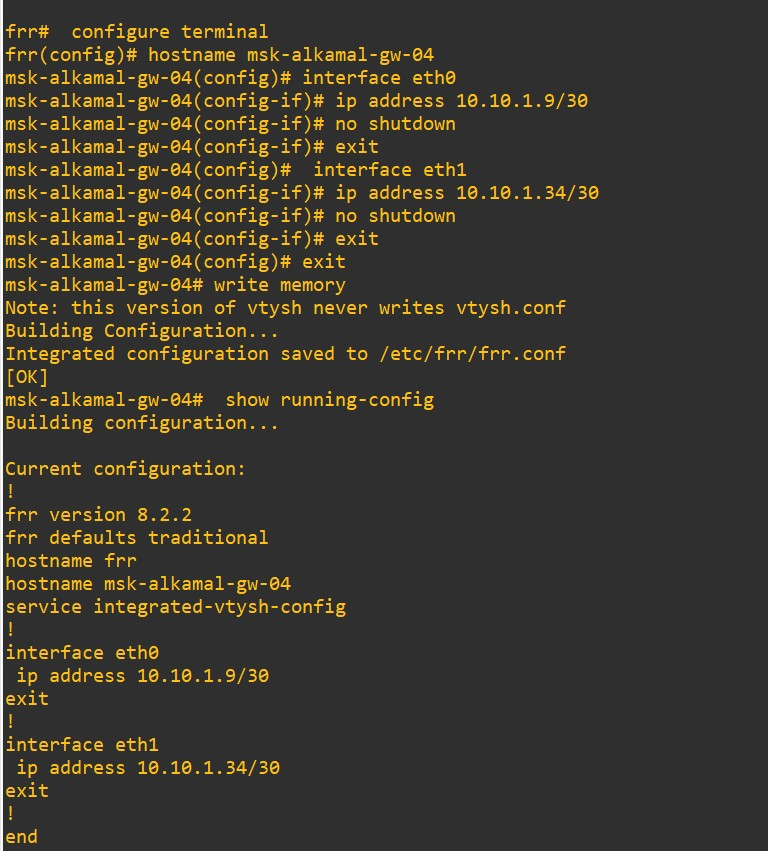 frr#  configure terminal
frr(config)# hostname msk-alkamal-gw-04
msk-alkamal-gw-04(config)# interface eth0
msk-alkamal-gw-04(config-if)# ip address 10.10.1.9/30
msk-alkamal-gw-04(config-if)# no shutdown
msk-alkamal-gw-04(config-if)# exit
msk-alkamal-gw-04(config)#  interface eth1
msk-alkamal-gw-04(config-if)# ip address 10.10.1.34/30
msk-alkamal-gw-04(config-if)# no shutdown
msk-alkamal-gw-04(config-if)# exit
msk-alkamal-gw-04(config)# exit
msk-alkamal-gw-04# write memory
Note: this version of vtysh never writes vtysh.conf
Building Configuration...
Integrated configuration saved to /etc/frr/frr.conf
[OK]
msk-alkamal-gw-04#  show running-config
Building configuration...

Current configuration:
!
frr version 8.2.2
frr defaults traditional
hostname frr
hostname msk-alkamal-gw-04
service integrated-vtysh-config
!
interface eth0
 ip address 10.10.1.9/30
exit
!
interface eth1
 ip address 10.10.1.34/30
exit
!
end